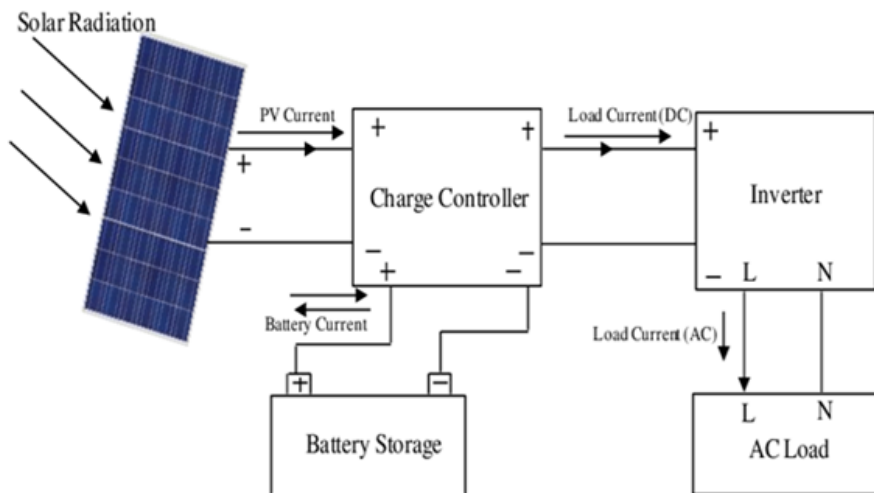 Solar Radiation
PV Current
+
-
+
+
Charge Controller
-
-
+
-
Load Current (DC)
+
Inverter
-
L
N
Battery Current
Load Current (AC)
+
-
Battery Storage
L
N
AC Load